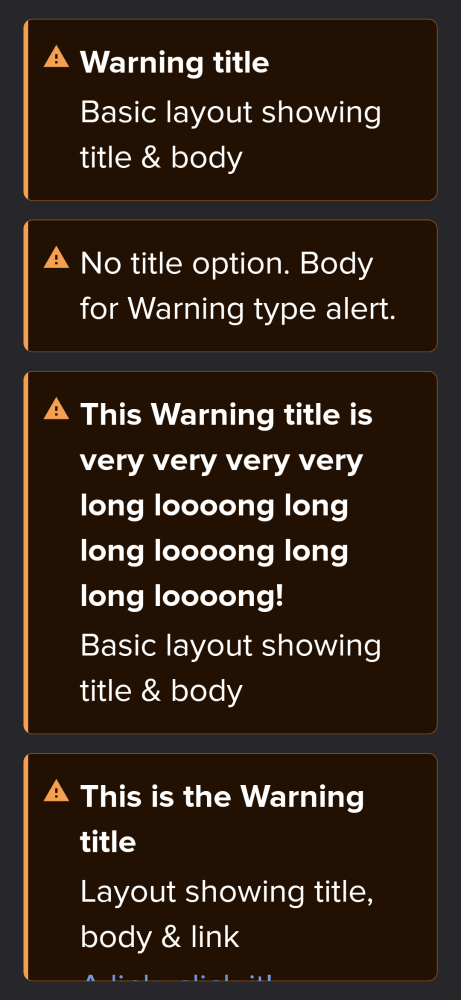 Warning title
Basic layout showing
title & body
No title option. Body
for Warning type alert.
This Warning title is
very very very very
long loooong long
long loooong long
long loooong!
Basic layout showing
title & body
This is the Warning
title
Layout showing title,
body & link